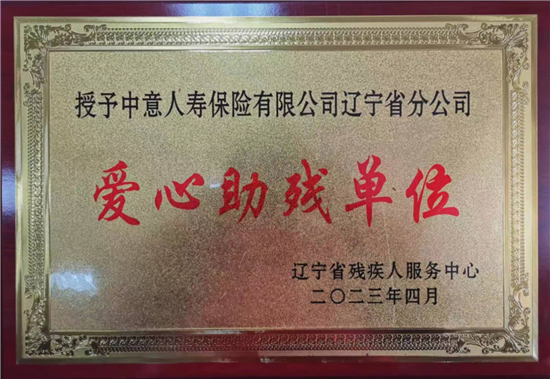 授予中意人寿保险有限公司辽宁省分公司
爱心助残单位
辽宁省残疾人服务中心
二〇二三年四月